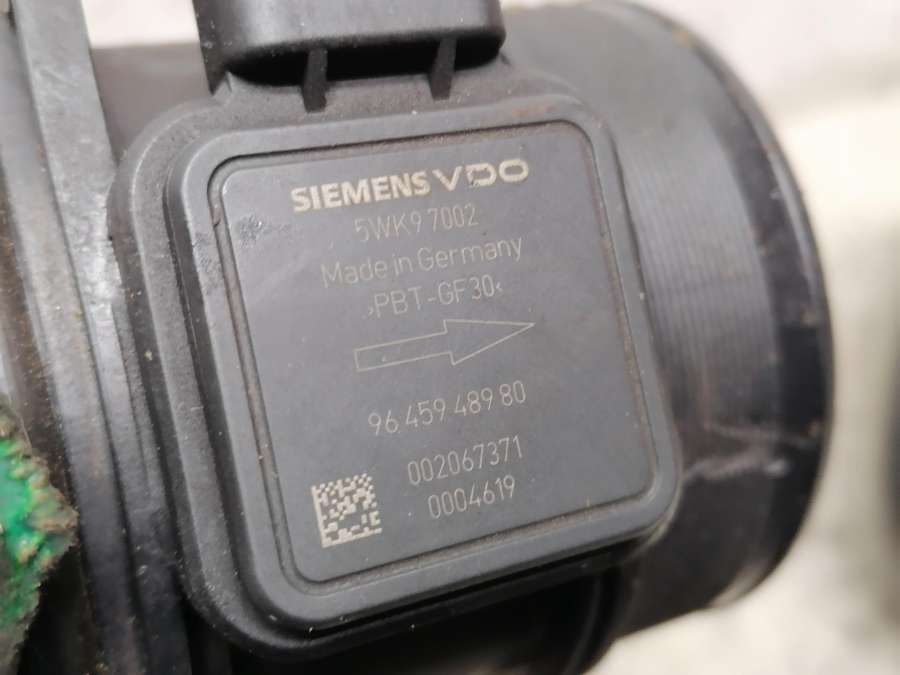 SIEMENS VDO
5WK9 7002
Made in Germany
›PBT-GF30‹
96 459 489 80
002067371
0004619